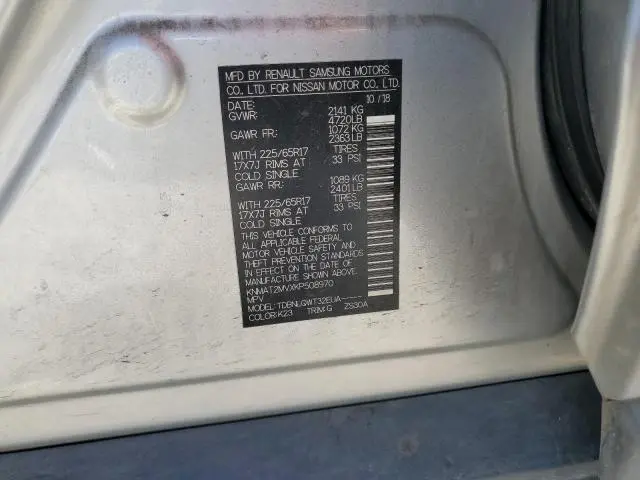 MFD BY RENAULT SAMSUNG MOTORS
CO., LTD. FOR NISSAN MOTOR CO., LTD.
DATE: 10 / 18
GVWR: 2141 KG
4720LB
GAWR FR: 1072 KG
2363LB
WITH 225/65R17 TIRES
17X7J RIMS AT 33 PSI
COLD SINGLE
GAWR RR: 1089 KG
2401LB
WITH 225/65R17 TIRES
17X7J RIMS AT 33 PSI
COLD SINGLE
THIS VEHICLE CONFORMS TO
ALL APPLICABLE FEDERAL
MOTOR VEHICLE SAFETY AND
THEFT PREVENTION STANDARDS
IN EFFECT ON THE DATE OF
MANUFACTURE SHOWN ABOVE.
KNMAT2MVXKP508970
MPV
MODEL: TDBNLQWT32EUA-----
COLOR:K23 TRIM:G ZS30A